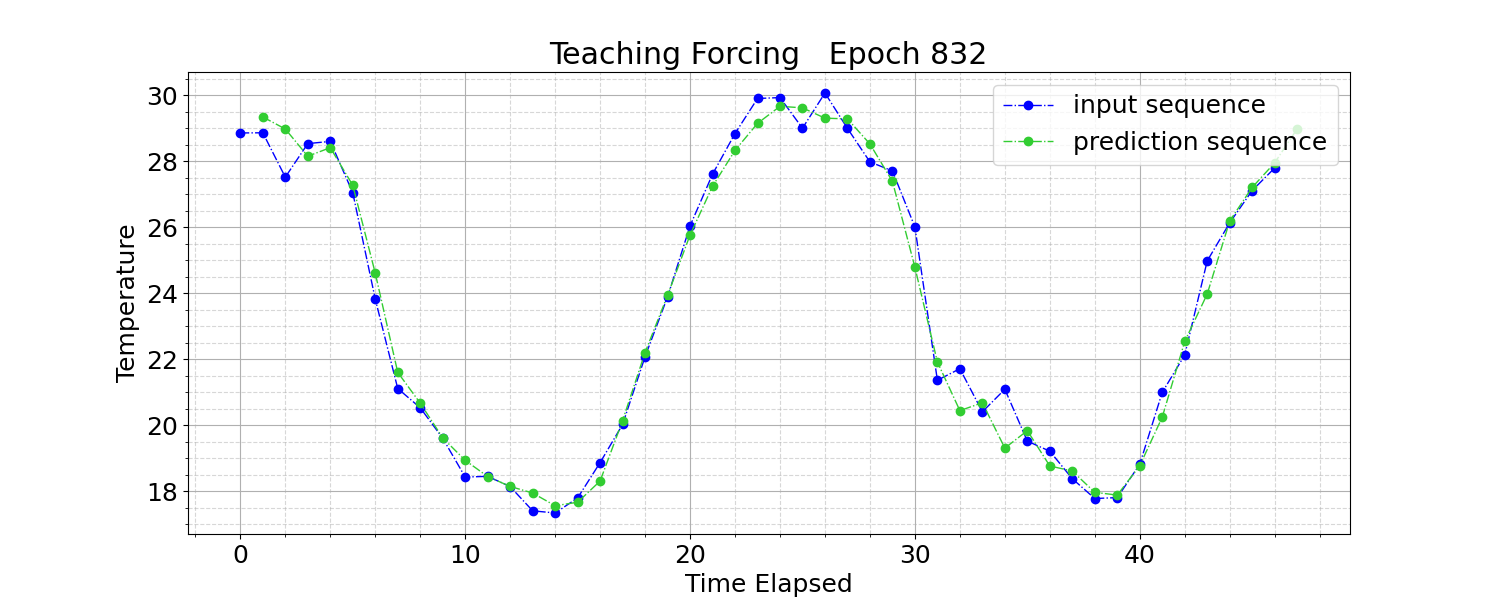 Teaching Forcing   Epoch 832
input sequence
prediction sequence
Temperature
30
28
26
24
22
20
18
0 10 20 30 40
Time Elapsed